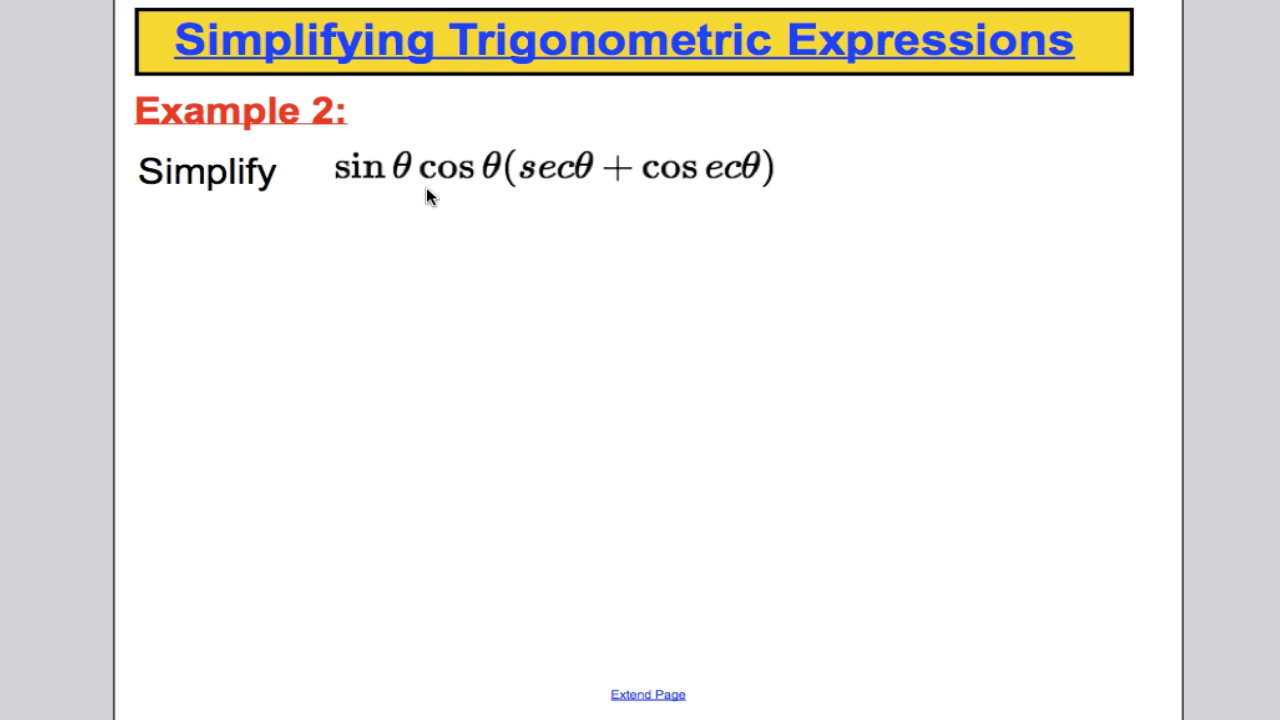 Simplifying Trigonometric Expressions
Example 2:
Simplify sin θ cos θ(secθ + cos ecθ)
Extend Page